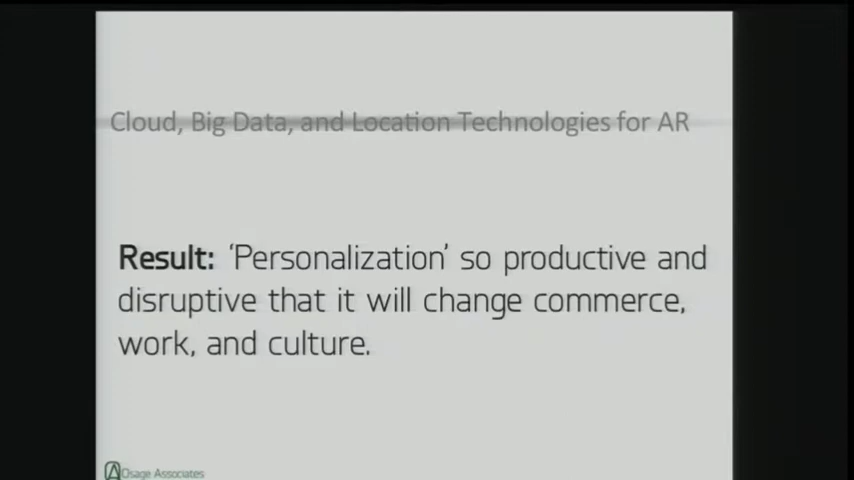 Cloud, Big Data, and Location Technologies for AR
Result: ‘Personalization’ so productive and
disruptive that it will change commerce,
work, and culture.
Osage Associates